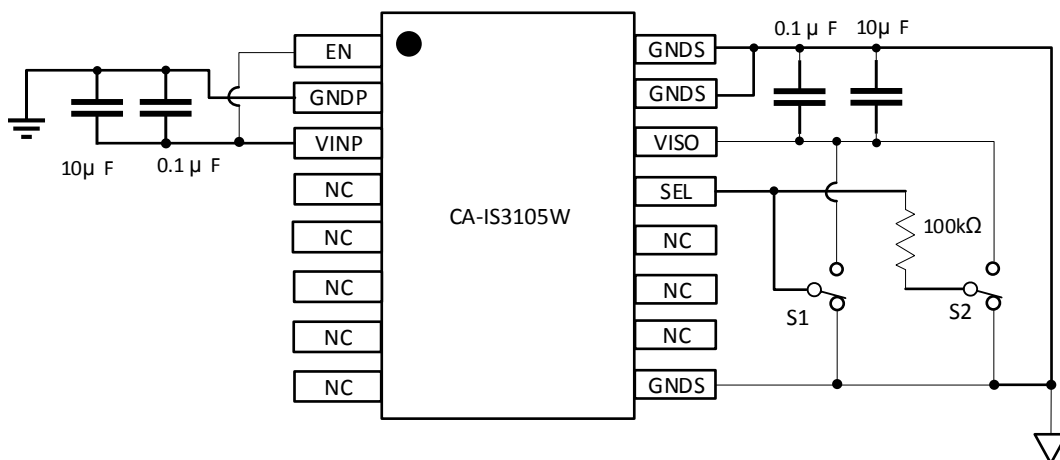 EN
GNDP
VINP
NC
NC
NC
NC
NC
10μ F
0.1μ F
CA-IS3105W
GNDS
GNDS
VISO
SEL
NC
NC
NC
GNDS
0.1μ F
10μ F
100kΩ
S1
S2